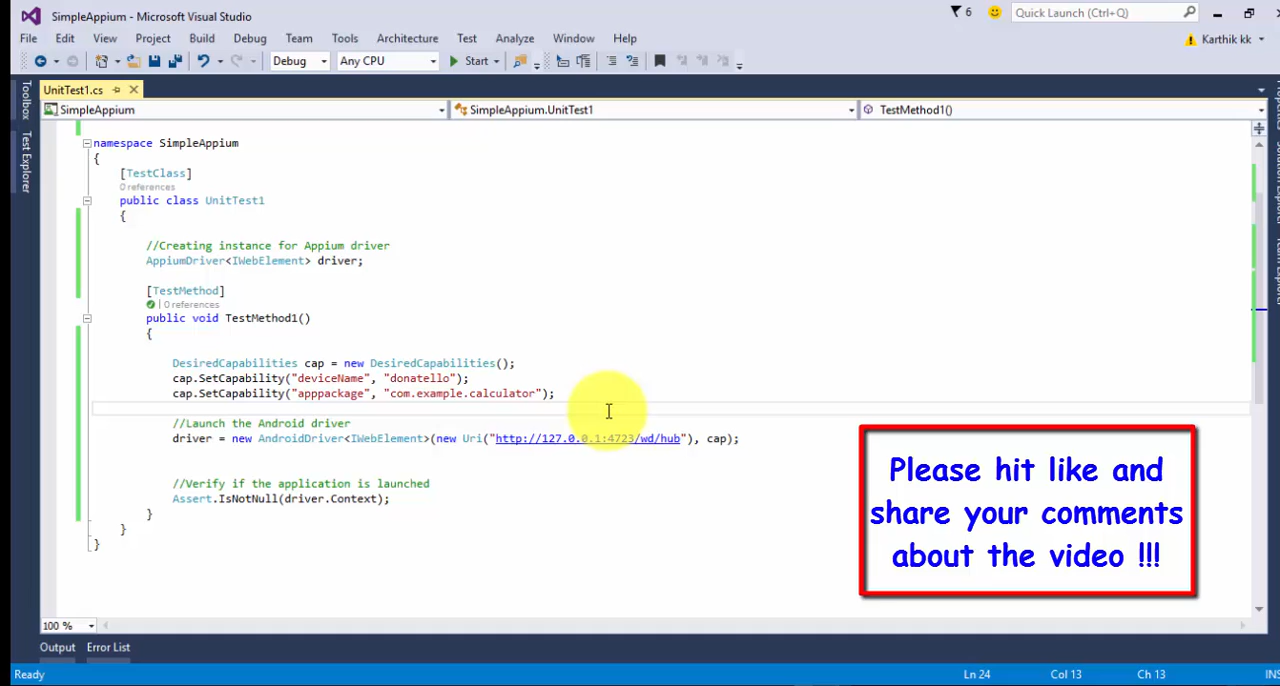 SimpleAppium - Microsoft Visual Studio
6
Quick Launch (Ctrl+Q)
File Edit View Project Build Debug Team Tools Architecture Test Analyze Window Help
Karthik kk
Debug Any CPU Start
UnitTest1.cs
SimpleAppium SimpleAppium.UnitTest1 TestMethod1()
Toolbox
Test Explorer
namespace SimpleAppium
{
[TestClass]
0 references
public class UnitTest1
{
//Creating instance for Appium driver
AppiumDriver<IWebElement> driver;
[TestMethod]
| 0 references
public void TestMethod1()
{
DesiredCapabilities cap = new DesiredCapabilities();
cap.SetCapability("deviceName", "donatello");
cap.SetCapability("apppackage", "com.example.calculator");
//Launch the Android driver
driver = new AndroidDriver<IWebElement>(new Uri("http://127.0.0.1:4723/wd/hub"), cap);
//Verify if the application is launched
Assert.IsNotNull(driver.Context);
}
}
}
Please hit like and
share your comments
about the video !!!
100 %
Output Error List
Ready Ln 24 Col 13 Ch 13 INS